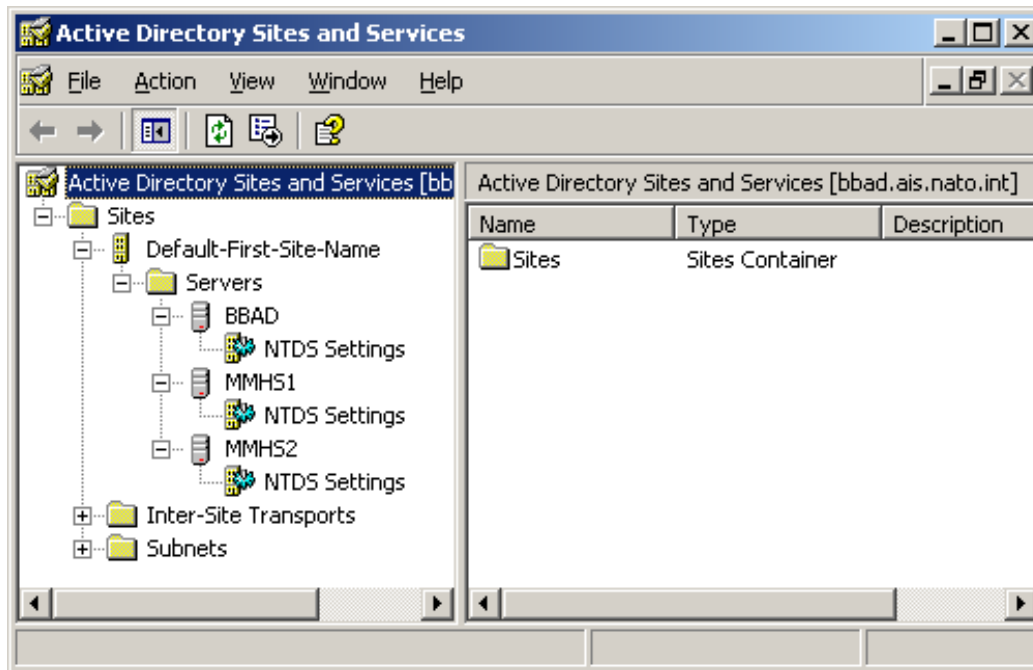 Active Directory Sites and Services
File Action View Window Help
Active Directory Sites and Services [bb
Sites
Default-First-Site-Name
Servers
BBAD
NTDS Settings
MMHS1
NTDS Settings
MMHS2
NTDS Settings
Inter-Site Transports
Subnets
Active Directory Sites and Services [bbad.ais.nato.int]
Name Type Description
Sites Sites Container